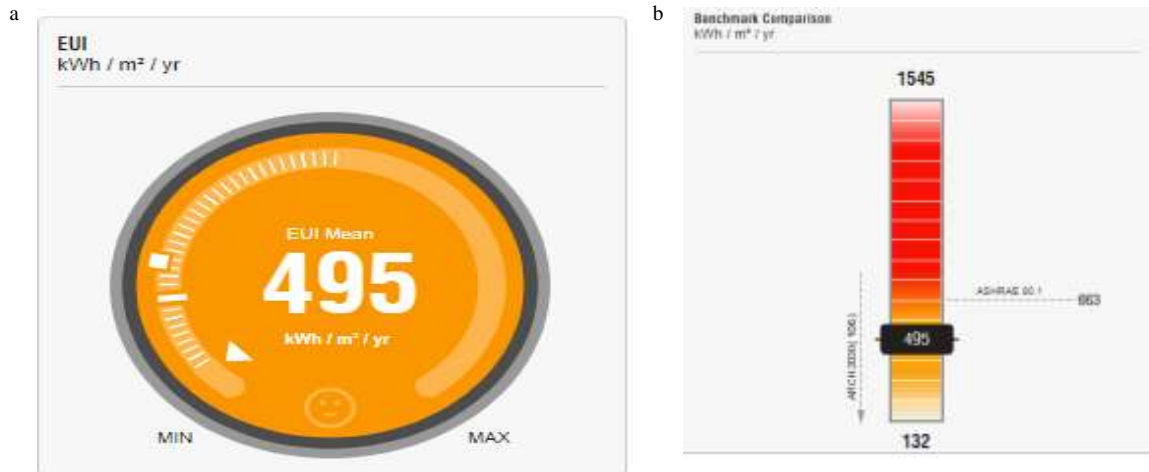 a
EUI
kWh / m² / yr
EUI Mean
495
kWh / m² / yr
MIN
MAX
b
Benchmark Comparison
kWh / m² / yr
1545
ASHRAE 90.1
663
495
132